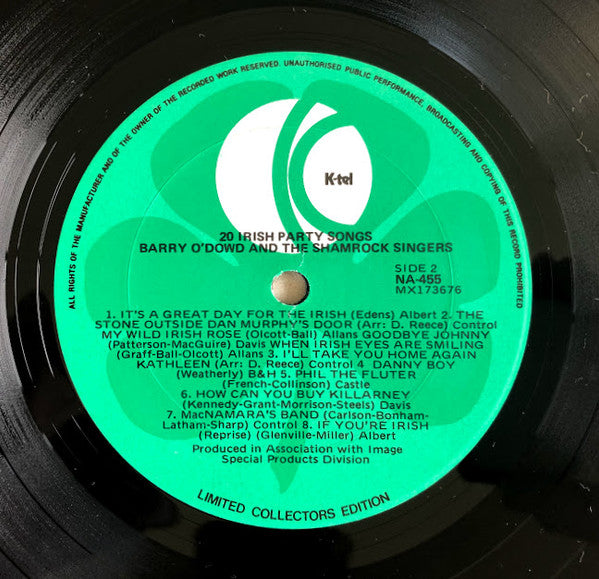 ALL RIGHTS OF THE MANUFACTURER AND OF THE OWNER OF THE RECORDED WORK RESERVED. UNAUTHORISED PUBLIC PERFORMANCE, BROADCASTING AND COPYING OF THIS RECORD PROHIBITED
K-tel
20 IRISH PARTY SONGS
BARRY O'DOWD AND THE SHAMROCK SINGERS
SIDE 2
NA-455
MX173676
1. IT'S A GREAT DAY FOR THE IRISH (Edens) Albert 2. THE
STONE OUTSIDE DAN MURPHY'S DOOR (Arr: D. Reece) Control
MY WILD IRISH ROSE (Olcott-Ball) Allans GOODBYE JOHNNY
(Patterson-MacGuire) Davis WHEN IRISH EYES ARE SMILING
(Graff-Ball-Olcott) Allans 3. I'LL TAKE YOU HOME AGAIN
KATHLEEN (Arr: D. Reece) Control 4 DANNY BOY
(Weatherly) B&H 5. PHIL THE FLUTER
(French-Collinson) Castle
6. HOW CAN YOU BUY KILLARNEY
(Kennedy-Grant-Morrison-Steels) Davis
7. MacNAMARA'S BAND (Carlson-Bonham-
Latham-Sharp) Control 8. IF YOU'RE IRISH
(Reprise) (Glenville-Miller) Albert
Produced in Association with Image
Special Products Division
LIMITED COLLECTORS EDITION